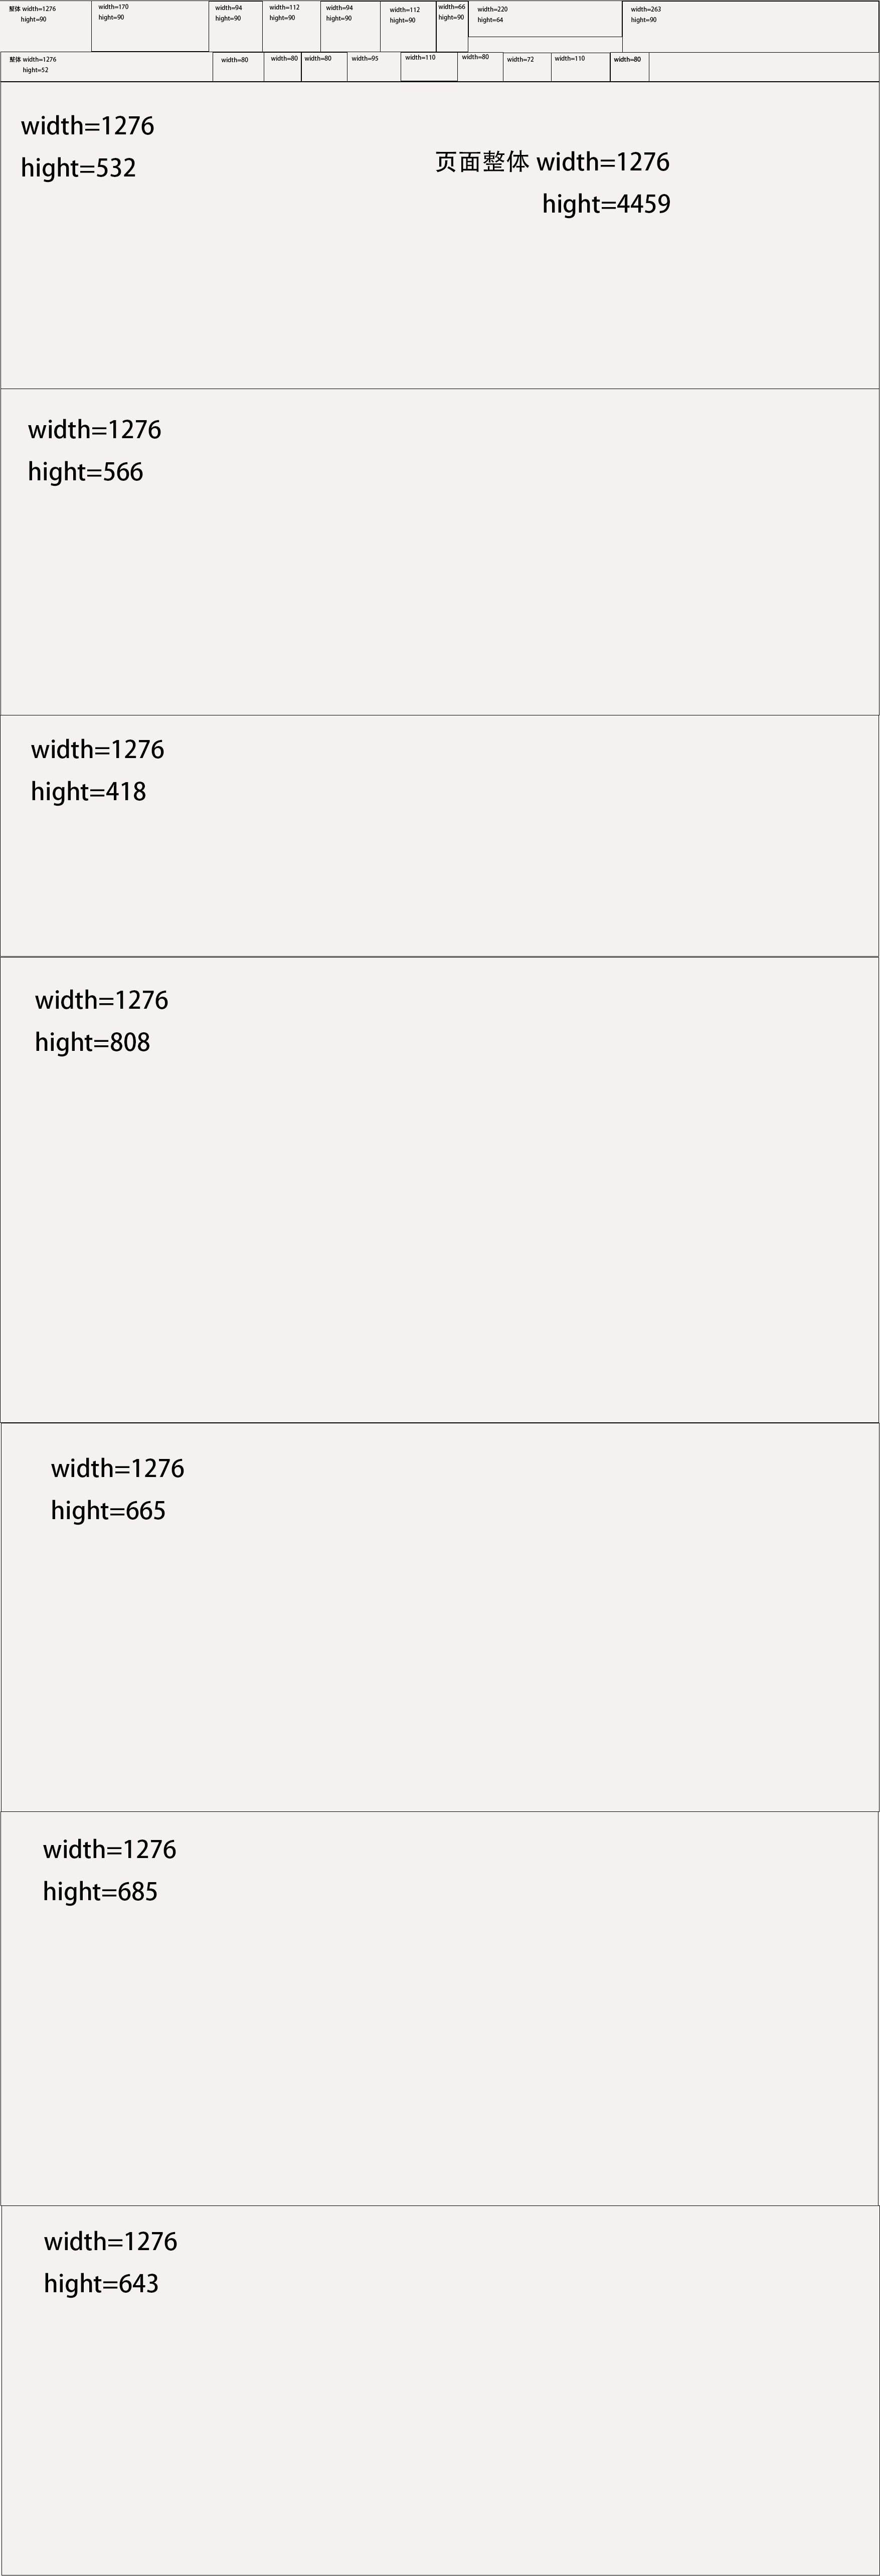 整体 width=1276
hight=90
width=170
hight=90
width=94
hight=90
width=112
hight=90
width=94
hight=90
width=112
hight=90
width=66
hight=90
width=220
hight=64
width=263
hight=90
整体 width=1276
hight=52
width=80
width=80
width=80
width=95
width=110
width=80
width=72
width=110
width=80
width=1276
hight=532
页面整体 width=1276
hight=4459
width=1276
hight=566
width=1276
hight=418
width=1276
hight=808
width=1276
hight=665
width=1276
hight=685
width=1276
hight=643